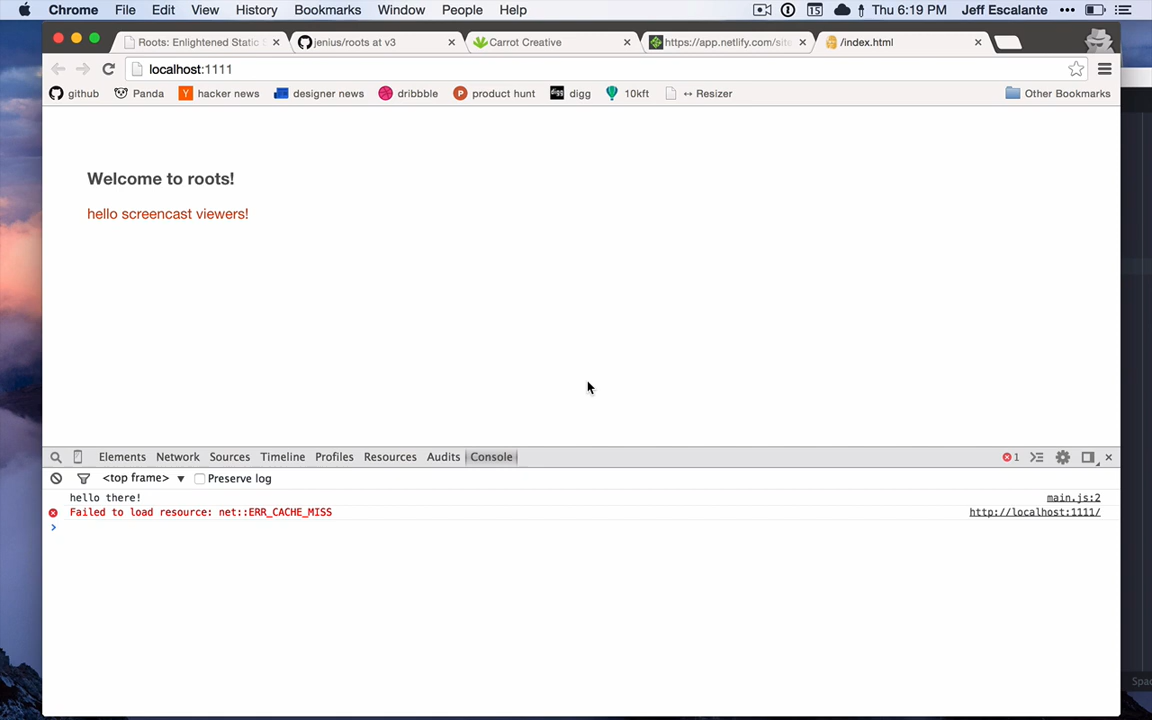 Chrome File Edit View History Bookmarks Window People Help 15 Thu 6:19 PM Jeff Escalante
Roots: Enlightened Static S jenius/roots at v3 Carrot Creative https://app.netlify.com/site /index.html
localhost:1111
github Panda hacker news designer news dribbble product hunt digg 10kft ↔ Resizer Other Bookmarks
Welcome to roots!
hello screencast viewers!
Elements Network Sources Timeline Profiles Resources Audits Console 1
<top frame> Preserve log
hello there! main.js:2
Failed to load resource: net::ERR_CACHE_MISS http://localhost:1111/
Spac